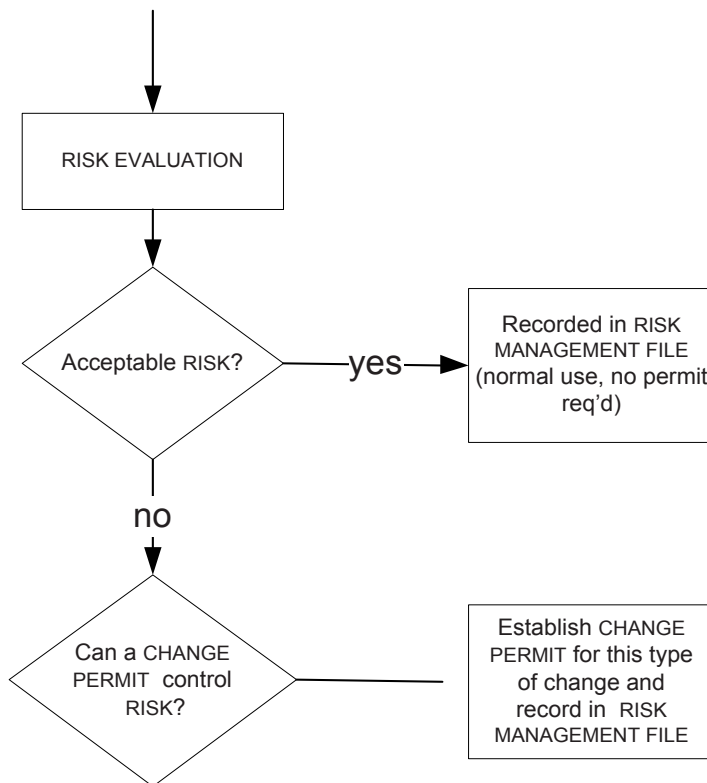 RISK EVALUATION
Acceptable RISK?
yes
Recorded in RISK
MANAGEMENT FILE
(normal use, no permit
req’d)
no
Can a CHANGE
PERMIT control
RISK?
Establish CHANGE
PERMIT for this type
of change and
record in RISK
MANAGEMENT FILE